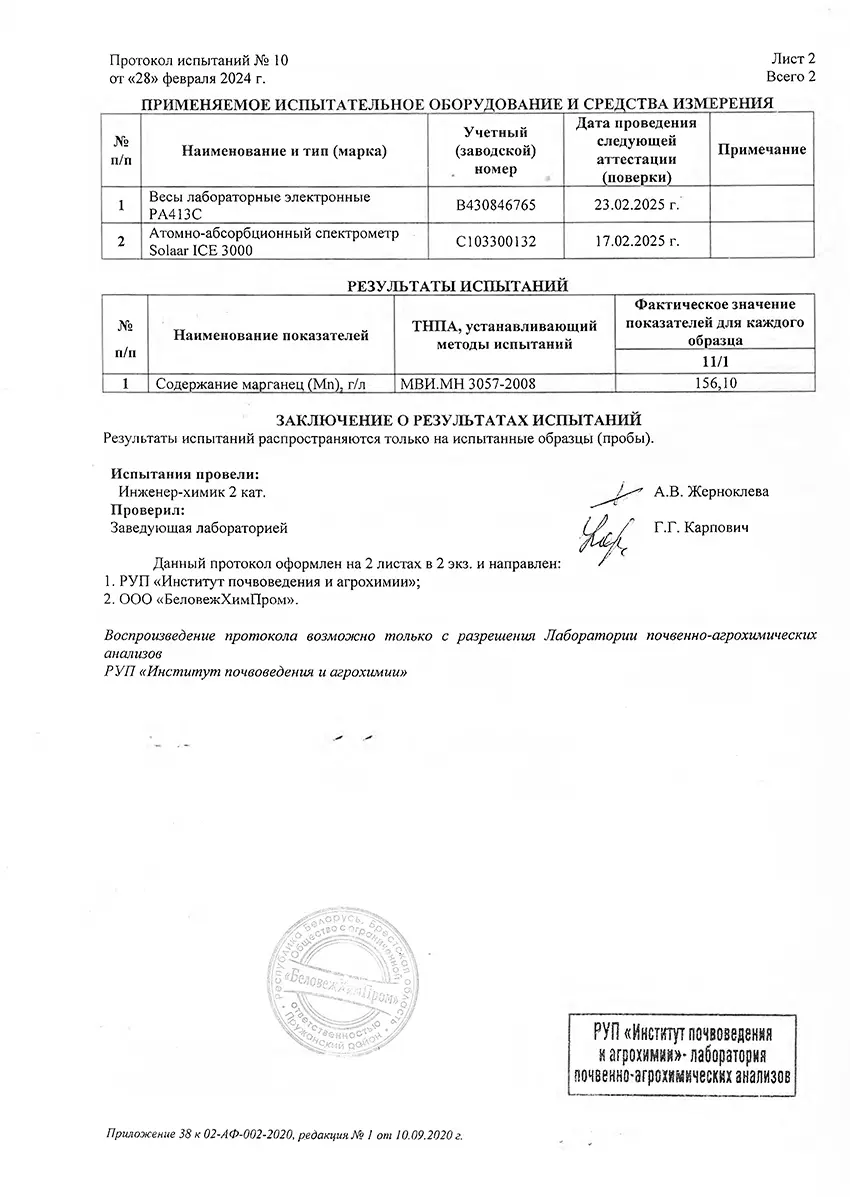 Протокол испытаний № 10
от «28» февраля 2024 г.
Лист 2
Всего 2
ПРИМЕНЯЕМОЕ ИСПЫТАТЕЛЬНОЕ ОБОРУДОВАНИЕ И СРЕДСТВА ИЗМЕРЕНИЯ
№
п/п
Наименование и тип (марка)
Учетный
(заводской)
номер
Дата проведения
следующей
аттестации
(поверки)
Примечание
1
Весы лабораторные электронные
PA413C
B430846765
23.02.2025 г.
2
Атомно-абсорбционный спектрометр
Solaar ICE 3000
C103300132
17.02.2025 г.
РЕЗУЛЬТАТЫ ИСПЫТАНИЙ
№
п/п
Наименование показателей
ТНПА, устанавливающий
методы испытаний
Фактическое значение
показателей для каждого
образца
11/1
1
Содержание марганец (Mn), г/л
МВИ.МН 3057-2008
156,10
ЗАКЛЮЧЕНИЕ О РЕЗУЛЬТАТАХ ИСПЫТАНИЙ
Результаты испытаний распространяются только на испытанные образцы (пробы).
Испытания провели:
Инженер-химик 2 кат.
А.В. Жерноклева
Проверил:
Заведующая лабораторией
Г.Г. Карпович
Данный протокол оформлен на 2 листах в 2 экз. и направлен:
1. РУП «Институт почвоведения и агрохимии»;
2. ООО «БеловежХимПром».
Воспроизведение протокола возможно только с разрешения Лаборатории почвенно-агрохимических
анализов
РУП «Институт почвоведения и агрохимии»
Республика Беларусь, Брестская область
Общество с ограниченной
«БеловежХимПром»
ответственностью
Пружанский район
РУП «Институт почвоведения
и агрохимии»- лаборатория
почвенно-агрохимических анализов
Приложение 38 к 02-АФ-002-2020, редакция № 1 от 10.09.2020 г.